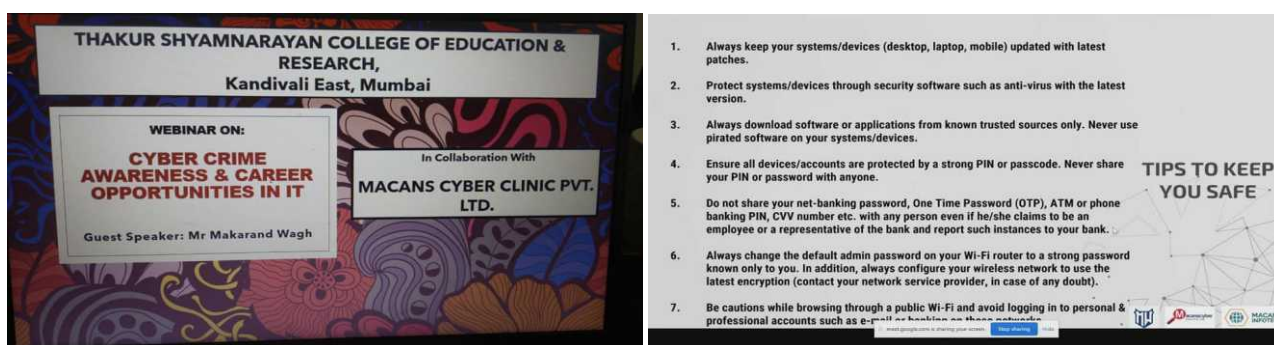 THAKUR SHYAMNARAYAN COLLEGE OF EDUCATION &
RESEARCH,
Kandivali East, Mumbai
WEBINAR ON:
CYBER CRIME
AWARENESS & CAREER
OPPORTUNITIES IN IT
Guest Speaker: Mr Makarand Wagh
In Collaboration With
MACANS CYBER CLINIC PVT.
LTD.
1. Always keep your systems/devices (desktop, laptop, mobile) updated with latest
patches.
2. Protect systems/devices through security software such as anti-virus with the latest
version.
3. Always download software or applications from known trusted sources only. Never use
pirated software on your systems/devices.
4. Ensure all devices/accounts are protected by a strong PIN or passcode. Never share
your PIN or password with anyone.
5. Do not share your net-banking password, One Time Password (OTP), ATM or phone
banking PIN, CVV number etc. with any person even if he/she claims to be an
employee or a representative of the bank and report such instances to your bank.
6. Always change the default admin password on your Wi-Fi router to a strong password
known only to you. In addition, always configure your wireless network to use the
latest encryption (contact your network service provider, in case of any doubt).
7. Be cautions while browsing through a public Wi-Fi and avoid logging in to personal &
professional accounts such as e-mail or banking on these networks.
TIPS TO KEEP
YOU SAFE
meet.google.com is sharing your screen.
Stop sharing
Hide